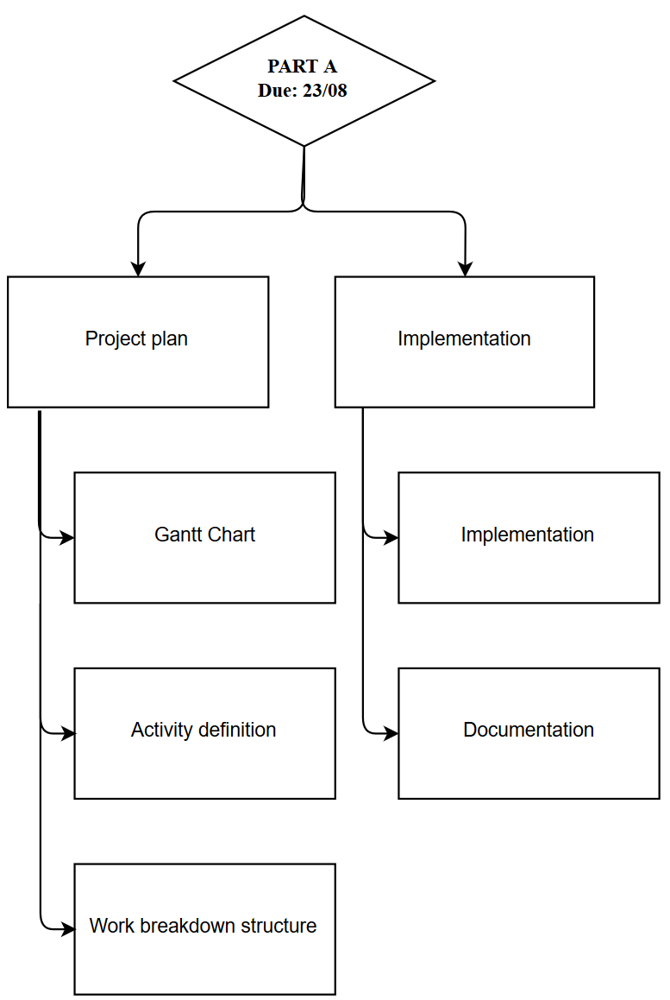 PART A
Due: 23/08
Project plan
Implementation
Gantt Chart
Implementation
Activity definition
Documentation
Work breakdown structure